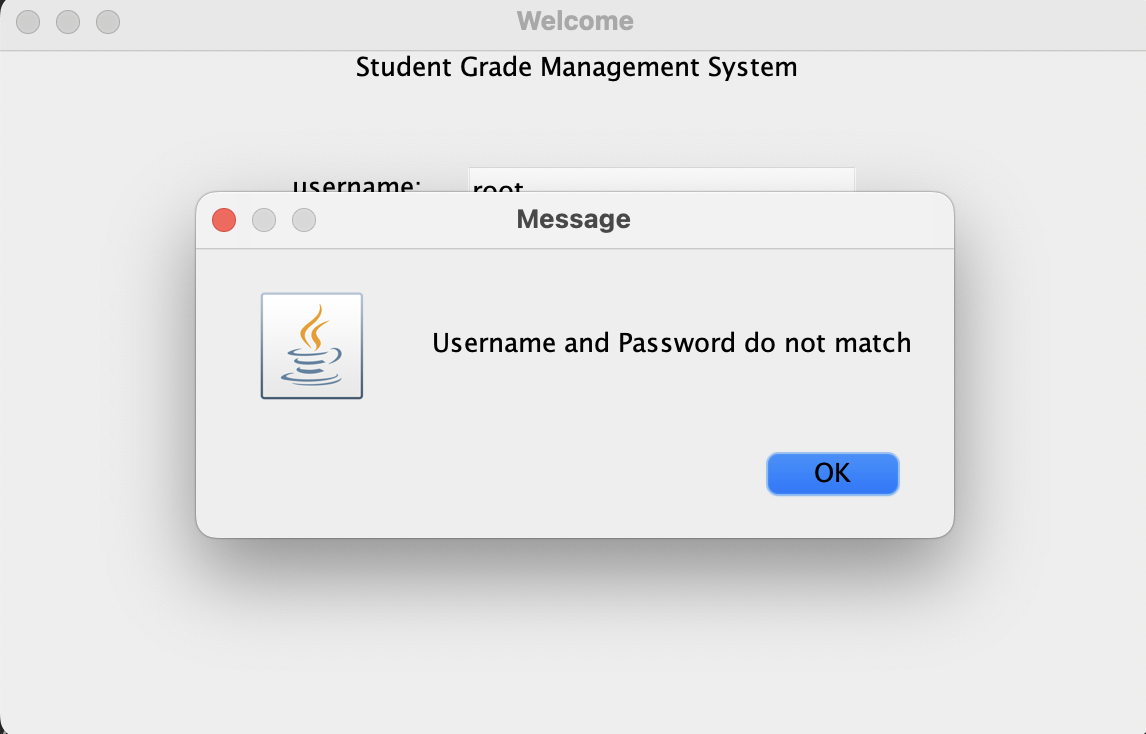 Welcome
Student Grade Management System
username:
root
Message
Username and Password do not match
OK